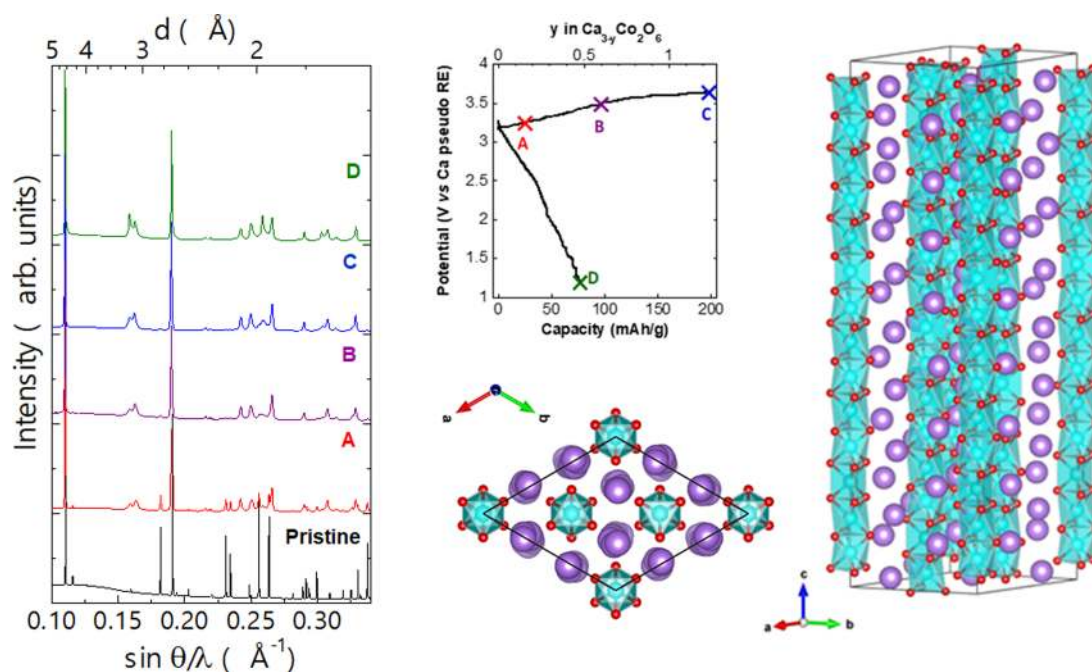 d ( Å)
5 4 3 2
Intensity ( arb. units)
D
C
B
A
Pristine
0.10 0.15 0.20 0.25 0.30
sin θ/λ ( Å⁻¹)
y in Ca₃₋yCo₂O₆
0 0.5 1
Potential (V vs Ca pseudo RE)
4
3.5
3
2.5
2
1.5
1
A
B
C
D
0 50 100 150 200
Capacity (mAh/g)
a b
c
a b